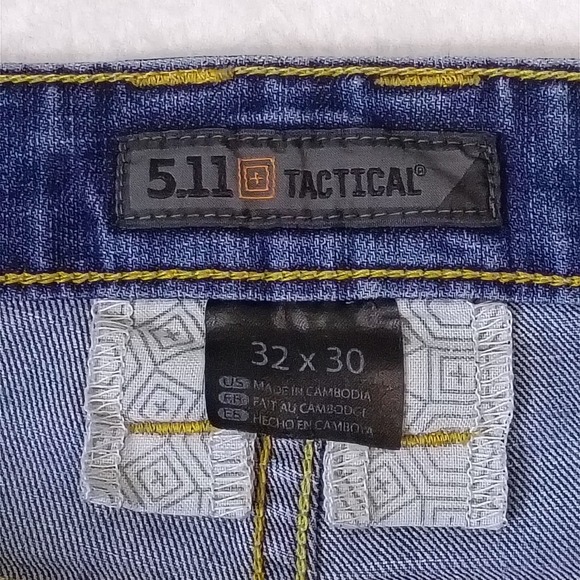 5.11 TACTICAL®
32 x 30
US MADE IN CAMBODIA
FR FAIT AU CAMBODGE
ES HECHO EN CAMBOYA